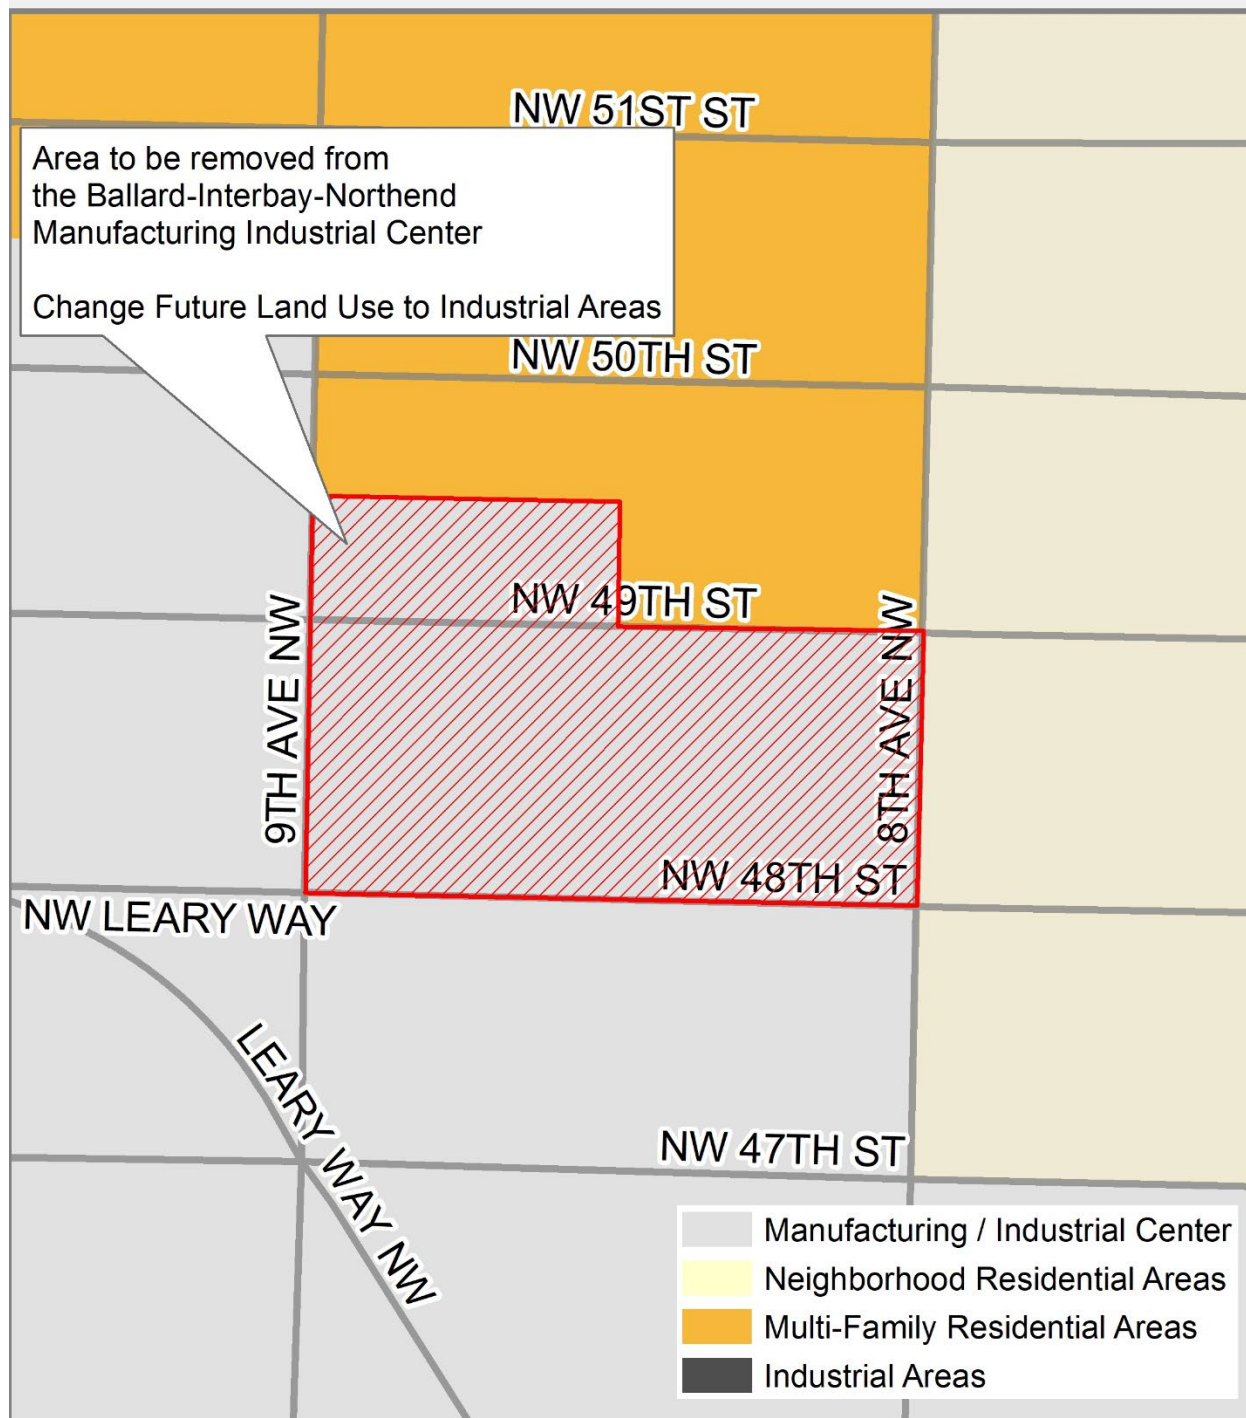 NW 51ST ST
Area to be removed from
the Ballard-Interbay-Northend
Manufacturing Industrial Center
Change Future Land Use to Industrial Areas
NW 50TH ST
NW 49TH ST
9TH AVE NW
8TH AVE NW
NW 48TH ST
NW LEARY WAY
LEARY WAY NW
NW 47TH ST
Manufacturing / Industrial Center
Neighborhood Residential Areas
Multi-Family Residential Areas
Industrial Areas